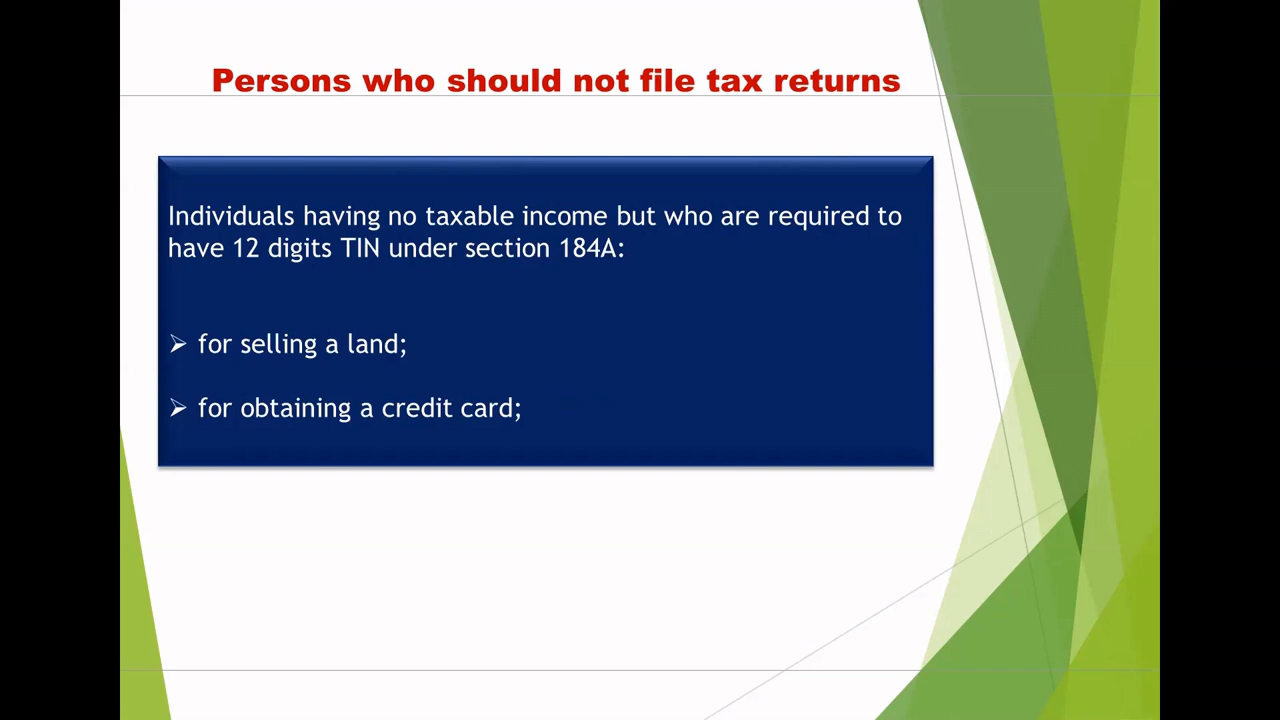 Persons who should not file tax returns
Individuals having no taxable income but who are required to
have 12 digits TIN under section 184A:
➢ for selling a land;
➢ for obtaining a credit card;